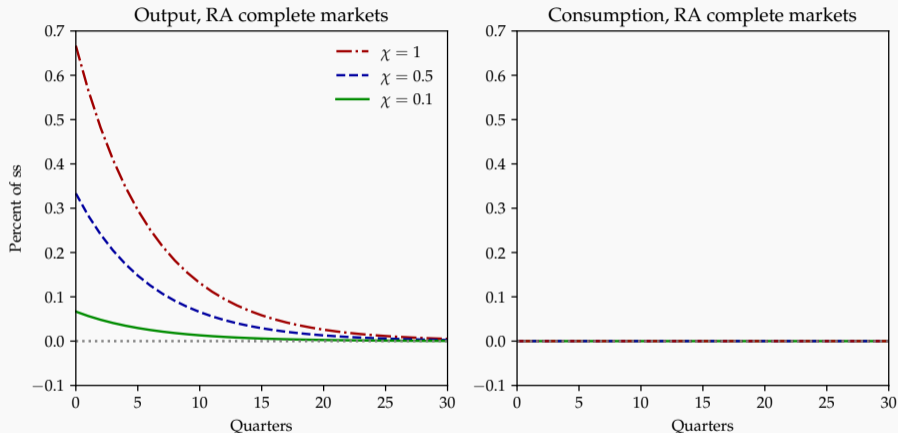 Output, RA complete markets
0.7
0.6
0.5
0.4
0.3
0.2
0.1
0.0
−0.1
Percent of ss
χ = 1
χ = 0.5
χ = 0.1
0 5 10 15 20 25 30
Quarters
Consumption, RA complete markets
0.7
0.6
0.5
0.4
0.3
0.2
0.1
0.0
−0.1
0 5 10 15 20 25 30
Quarters